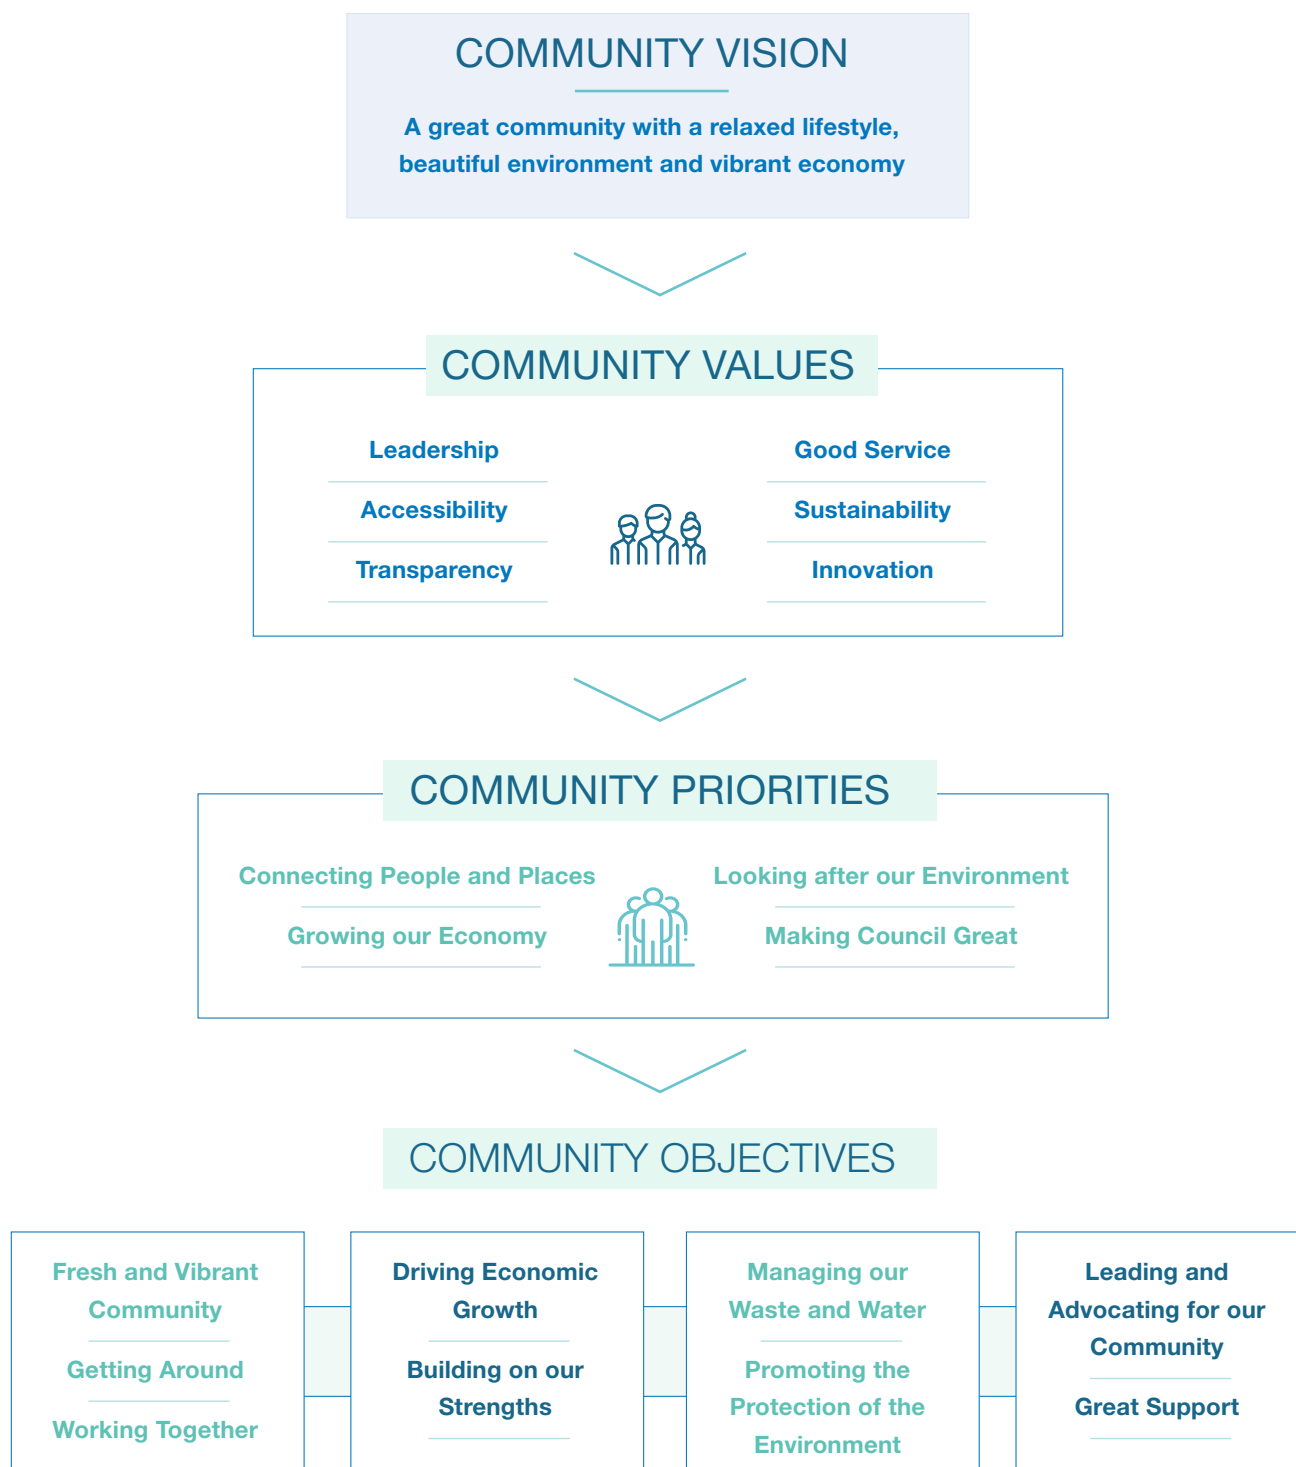 COMMUNITY VISION
A great community with a relaxed lifestyle,
beautiful environment and vibrant economy
COMMUNITY VALUES
Leadership
Accessibility
Transparency
Good Service
Sustainability
Innovation
COMMUNITY PRIORITIES
Connecting People and Places
Growing our Economy
Looking after our Environment
Making Council Great
COMMUNITY OBJECTIVES
Fresh and Vibrant
Community
Getting Around
Working Together
Driving Economic
Growth
Building on our
Strengths
Managing our
Waste and Water
Promoting the
Protection of the
Environment
Leading and
Advocating for our
Community
Great Support